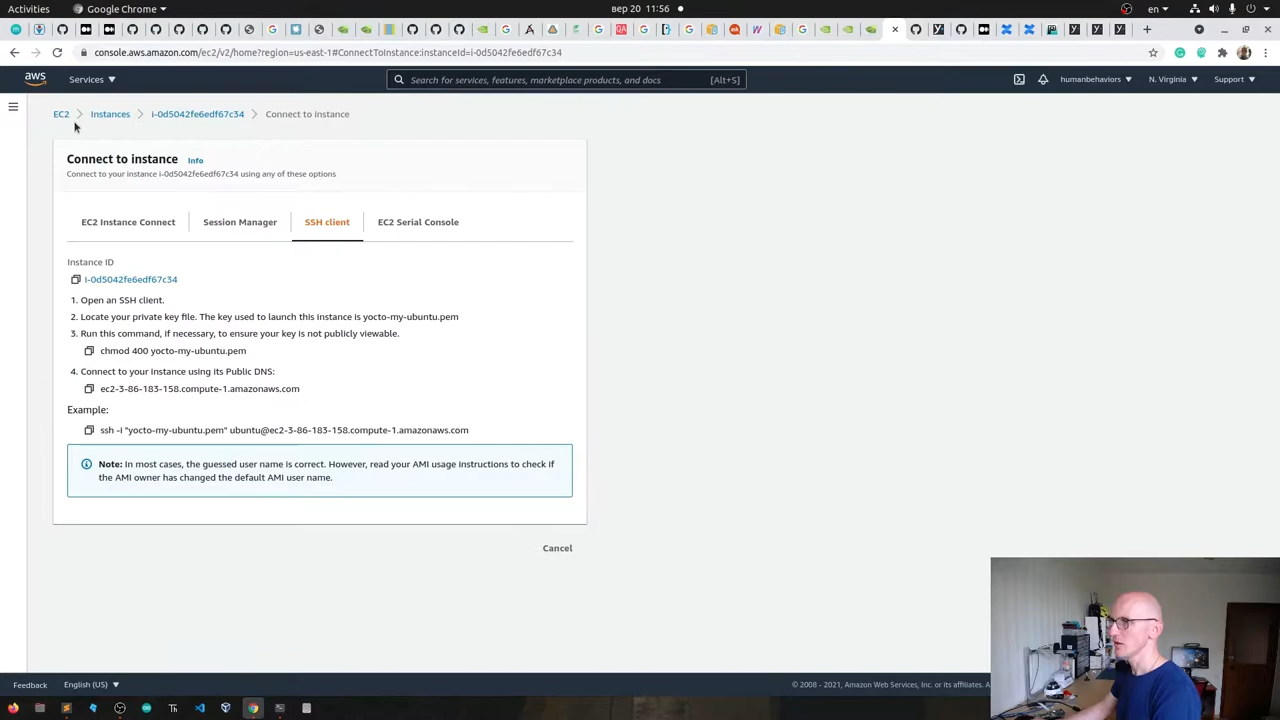 Activities
Google Chrome
Вер 20 11:56
en
console.aws.amazon.com/ec2/v2/home?region=us-east-1#ConnectToInstance:instanceId=i-0d5042fe6edf67c34
aws
Services
Search for services, features, marketplace products, and docs
[Alt+S]
humanbehaviors
N. Virginia
Support
EC2
Instances
i-0d5042fe6edf67c34
Connect to instance
Connect to instance
Info
Connect to your instance i-0d5042fe6edf67c34 using any of these options
EC2 Instance Connect
Session Manager
SSH client
EC2 Serial Console
Instance ID
i-0d5042fe6edf67c34
1. Open an SSH client.
2. Locate your private key file. The key used to launch this instance is yocto-my-ubuntu.pem
3. Run this command, if necessary, to ensure your key is not publicly viewable.
chmod 400 yocto-my-ubuntu.pem
4. Connect to your instance using its Public DNS:
ec2-3-86-183-158.compute-1.amazonaws.com
Example:
ssh -i "yocto-my-ubuntu.pem" ubuntu@ec2-3-86-183-158.compute-1.amazonaws.com
Note: In most cases, the guessed user name is correct. However, read your AMI usage instructions to check if
the AMI owner has changed the default AMI user name.
Cancel
Feedback
English (US)
© 2008 - 2021, Amazon Web Services, Inc. or its affiliates.